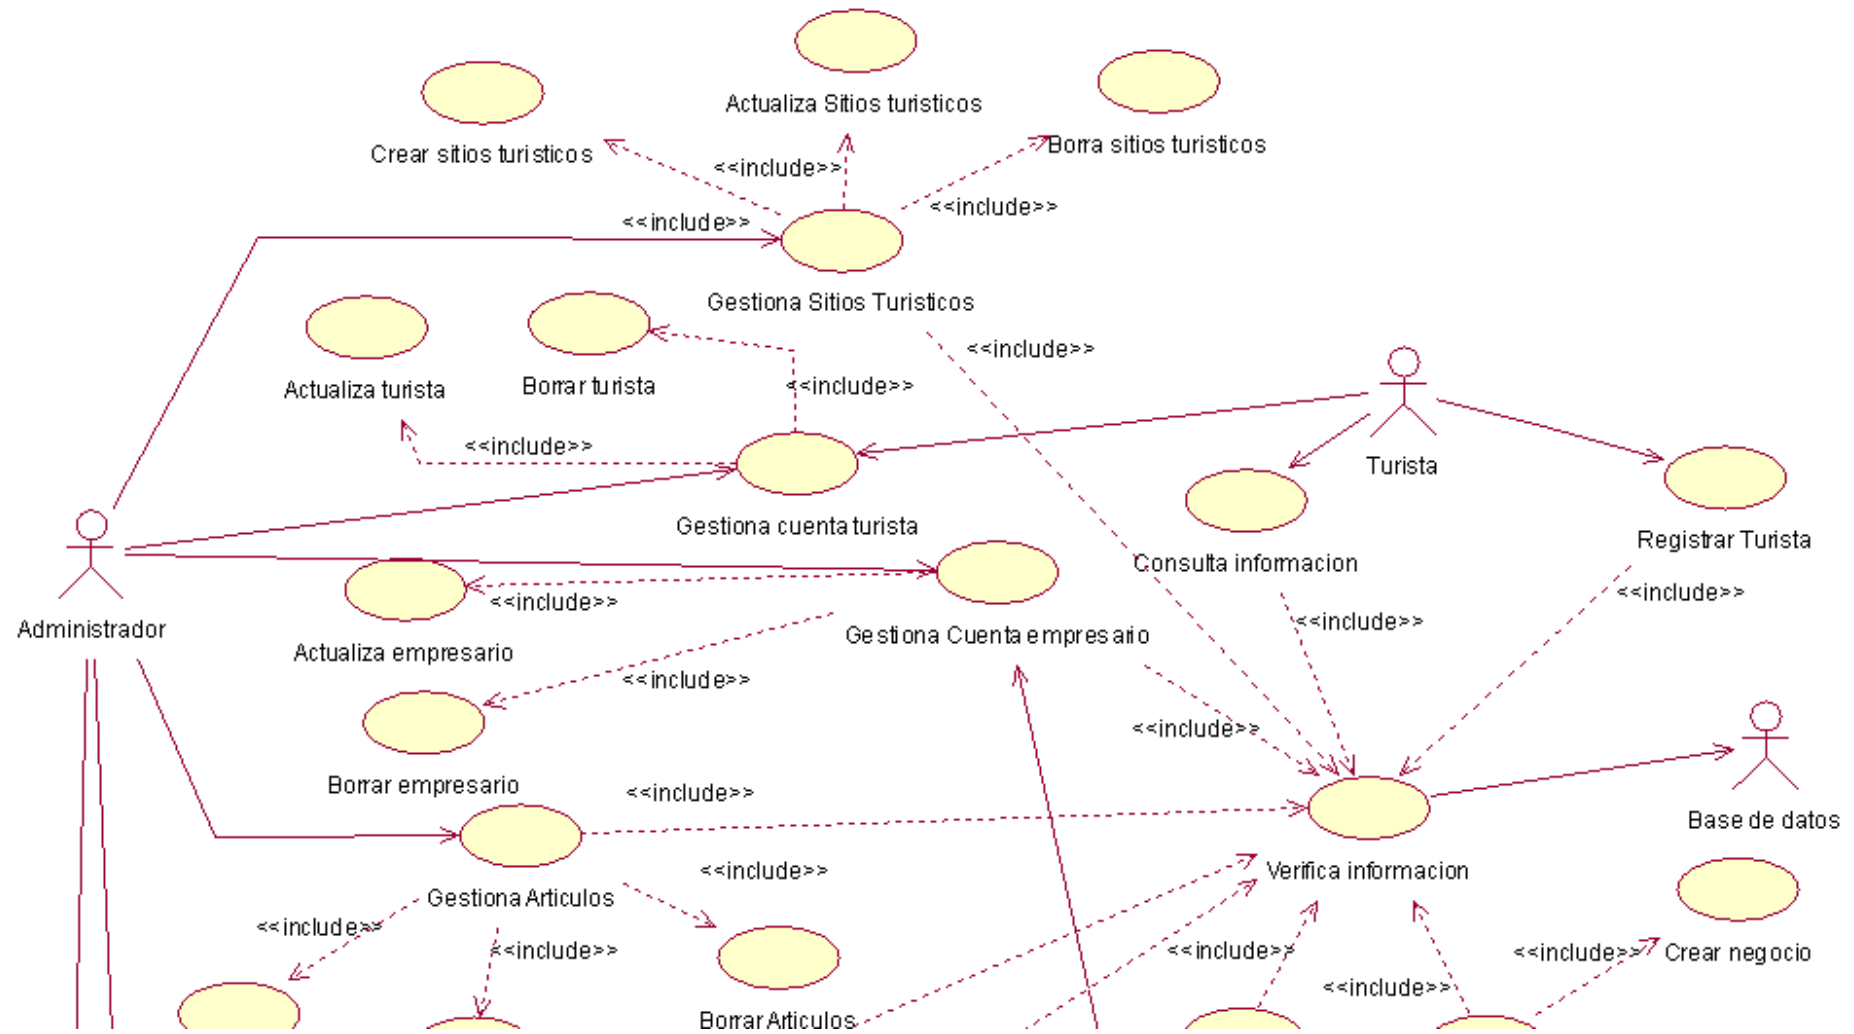 Actualiza Sitios turisticos
Crear sitios turisticos
Borra sitios turisticos
<<include>>
<<include>>
<<include>>
Gestiona Sitios Turisticos
<<include>>
Actualiza turista
Borrar turista
<<include>>
<<include>>
Turista
Gestiona cuenta turista
Consulta informacion
Registrar Turista
<<include>>
<<include>>
<<include>>
Administrador
Gestiona Cuenta empresario
Actualiza empresario
<<include>>
<<include>>
Borrar empresario
<<include>>
Base de datos
<<include>>
Verifica informacion
Gestiona Articulos
<<include>>
<<include>>
<<include>>
<<include>>
Crear negocio
<<include>>
Borrar Articulos